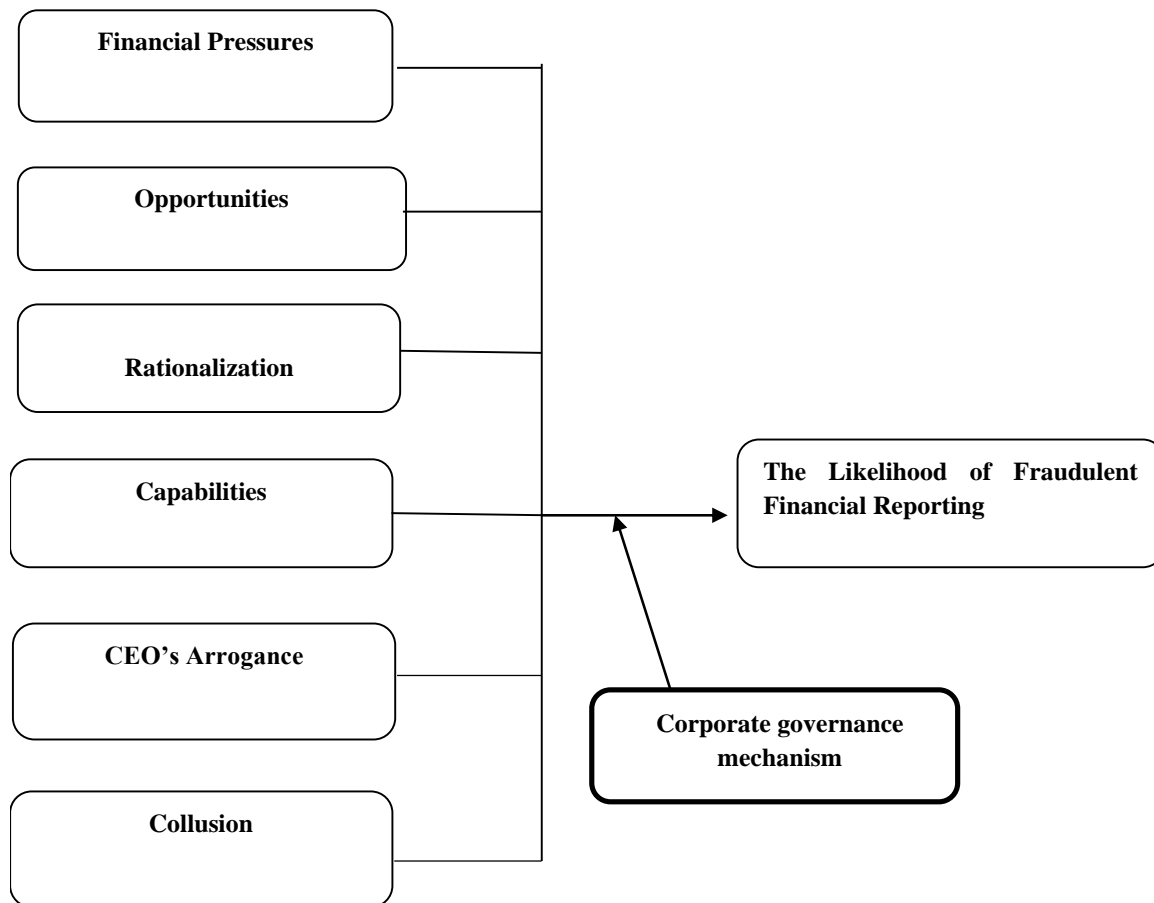 Financial Pressures
Opportunities
Rationalization
Capabilities
CEO’s Arrogance
Collusion
The Likelihood of Fraudulent
Financial Reporting
Corporate governance
mechanism